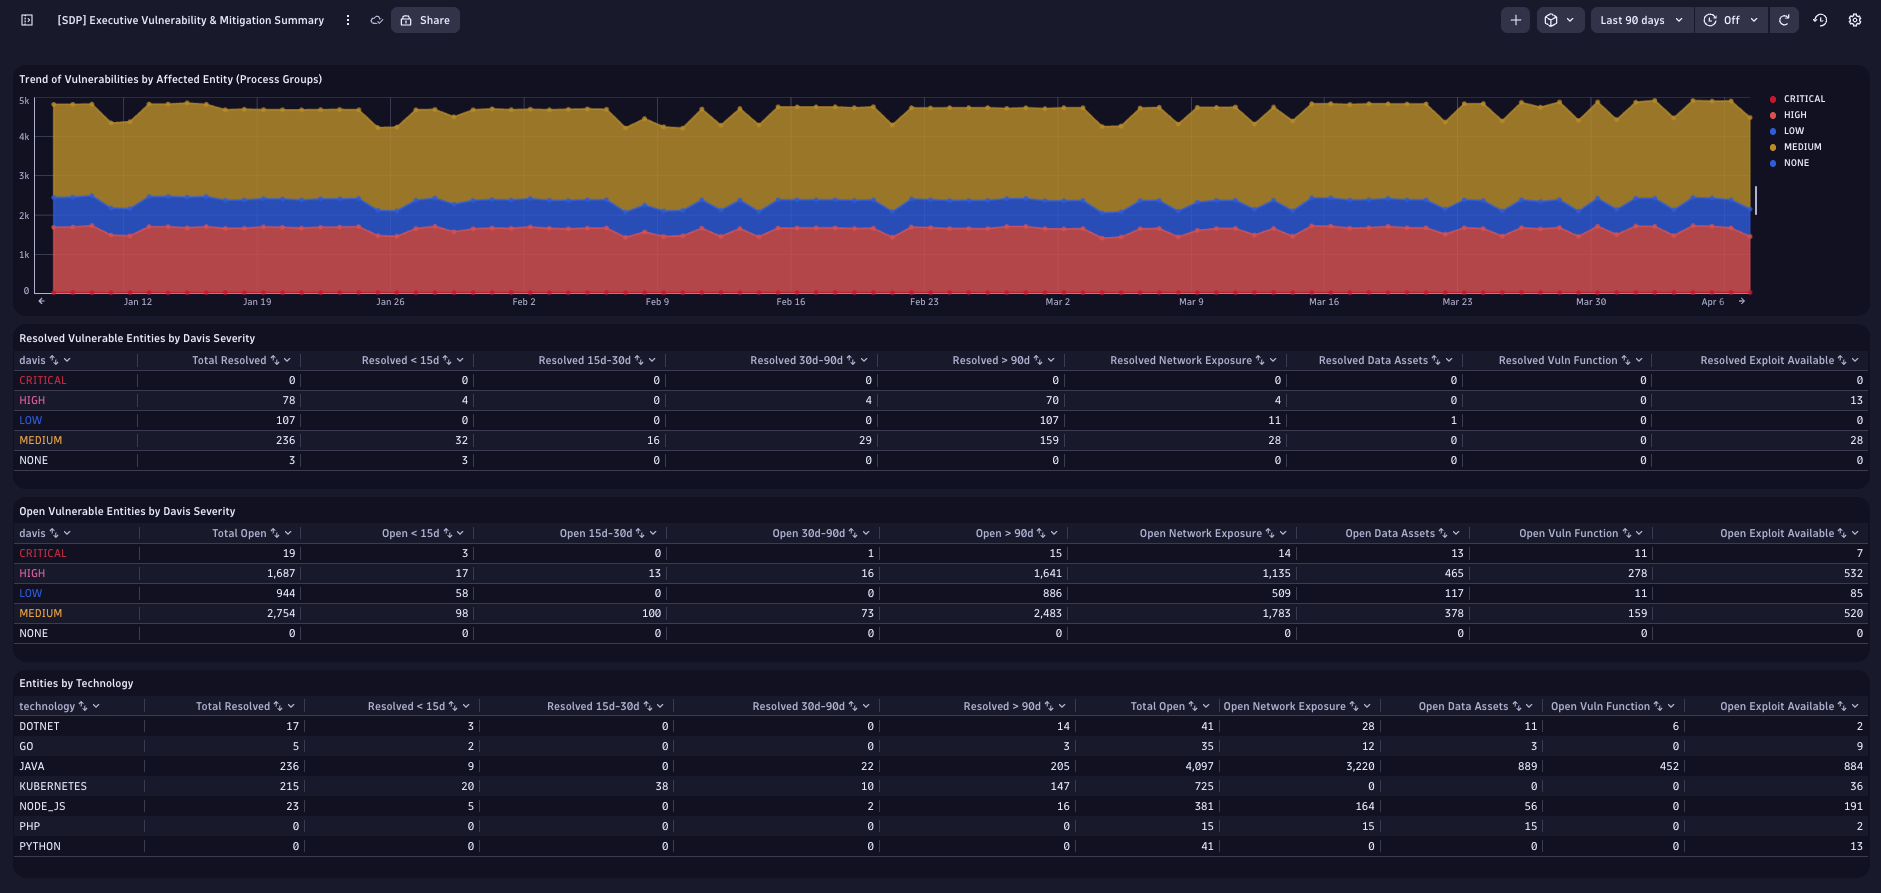 [SDP] Executive Vulnerability & Mitigation Summary Share Last 90 days Off
Trend of Vulnerabilities by Affected Entity (Process Groups)
5k
4k
3k
2k
1k
0
Jan 12 Jan 19 Jan 26 Feb 2 Feb 9 Feb 16 Feb 23 Mar 2 Mar 9 Mar 16 Mar 23 Mar 30 Apr 6
CRITICAL
HIGH
LOW
MEDIUM
NONE
Resolved Vulnerable Entities by Davis Severity
davis Total Resolved Resolved < 15d Resolved 15d-30d Resolved 30d-90d Resolved > 90d Resolved Network Exposure Resolved Data Assets Resolved Vuln Function Resolved Exploit Available
CRITICAL 0 0 0 0 0 0 0 0 0
HIGH 78 4 0 4 70 4 0 0 13
LOW 107 0 0 0 107 11 1 0 0
MEDIUM 236 32 16 29 159 28 0 0 28
NONE 3 3 0 0 0 0 0 0 0
Open Vulnerable Entities by Davis Severity
davis Total Open Open < 15d Open 15d-30d Open 30d-90d Open > 90d Open Network Exposure Open Data Assets Open Vuln Function Open Exploit Available
CRITICAL 19 3 0 1 15 14 13 11 7
HIGH 1,687 17 13 16 1,641 1,135 465 278 532
LOW 944 58 0 0 886 509 117 11 85
MEDIUM 2,754 98 100 73 2,483 1,783 378 159 520
NONE 0 0 0 0 0 0 0 0 0
Entities by Technology
technology Total Resolved Resolved < 15d Resolved 15d-30d Resolved 30d-90d Resolved > 90d Total Open Open Network Exposure Open Data Assets Open Vuln Function Open Exploit Available
DOTNET 17 3 0 0 14 41 28 11 6 2
GO 5 2 0 0 3 35 12 3 0 9
JAVA 236 9 0 22 205 4,097 3,220 889 452 884
KUBERNETES 215 20 38 10 147 725 0 0 0 36
NODE_JS 23 5 0 2 16 381 164 56 0 191
PHP 0 0 0 0 0 15 15 15 0 2
PYTHON 0 0 0 0 0 41 0 0 0 13